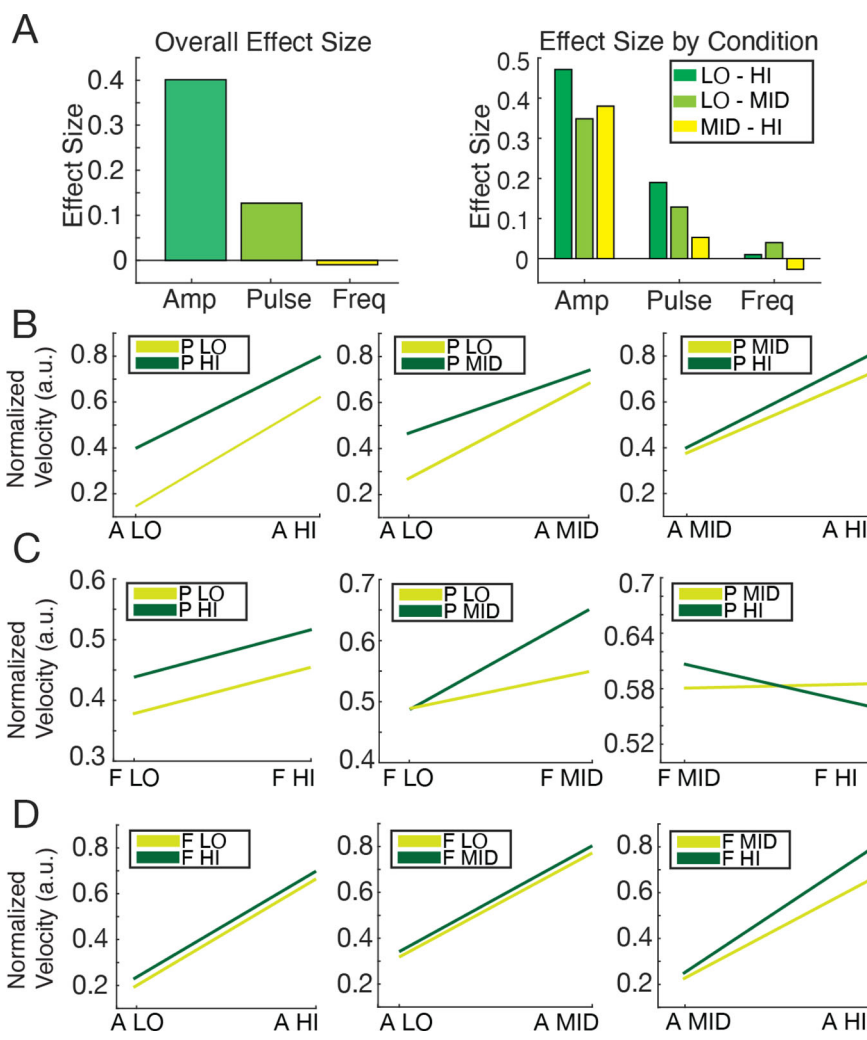 A
Overall Effect Size
Effect Size
0.4
0.3
0.2
0.1
0
Amp Pulse Freq
Effect Size by Condition
Effect Size
0.5
0.4
0.3
0.2
0.1
0
LO - HI
LO - MID
MID - HI
Amp Pulse Freq
B
Normalized
Velocity (a.u.)
0.8
0.6
0.4
0.2
P LO
P HI
A LO A HI
0.8
0.6
0.4
0.2
P LO
P MID
A LO A MID
0.8
0.6
0.4
0.2
P MID
P HI
A MID A HI
C
Normalized
Velocity (a.u.)
0.6
0.5
0.4
0.3
P LO
P HI
F LO F HI
0.7
0.6
0.5
0.4
P LO
P MID
F LO F MID
0.7
0.64
0.58
0.52
P MID
P HI
F MID F HI
D
Normalized
Velocity (a.u.)
0.8
0.6
0.4
0.2
F LO
F HI
A LO A HI
0.8
0.6
0.4
0.2
F LO
F MID
A LO A MID
0.8
0.6
0.4
0.2
F MID
F HI
A MID A HI